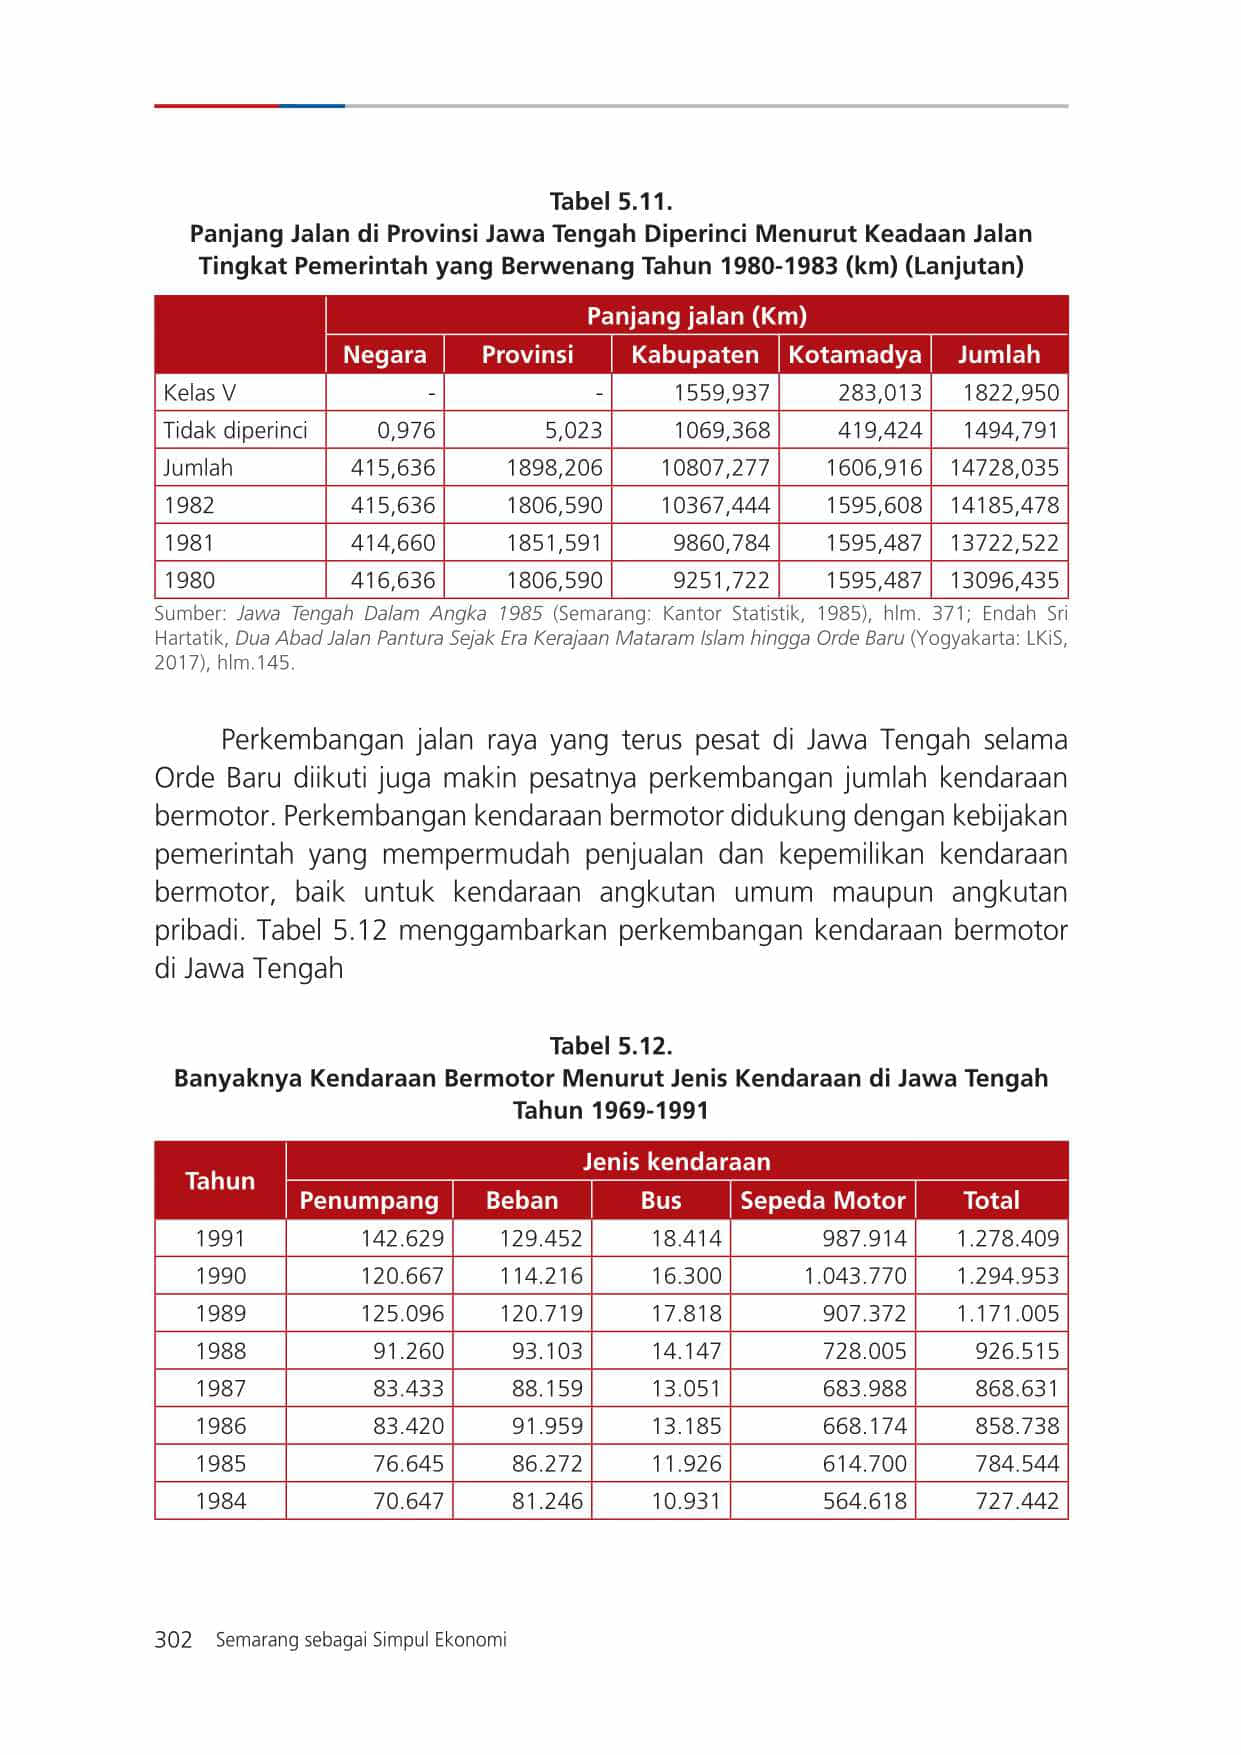 Tabel 5.11.
Panjang Jalan di Provinsi Jawa Tengah Diperinci Menurut Keadaan Jalan
Tingkat Pemerintah yang Berwenang Tahun 1980-1983 (km) (Lanjutan)
Panjang jalan (Km)
Negara Provinsi Kabupaten Kotamadya Jumlah
Kelas V - - 1559,937 283,013 1822,950
Tidak diperinci 0,976 5,023 1069,368 419,424 1494,791
Jumlah 415,636 1898,206 10807,277 1606,916 14728,035
1982 415,636 1806,590 10367,444 1595,608 14185,478
1981 414,660 1851,591 9860,784 1595,487 13722,522
1980 416,636 1806,590 9251,722 1595,487 13096,435
Sumber: Jawa Tengah Dalam Angka 1985 (Semarang: Kantor Statistik, 1985), hlm. 371; Endah Sri
Hartatik, Dua Abad Jalan Pantura Sejak Era Kerajaan Mataram Islam hingga Orde Baru (Yogyakarta: LKiS,
2017), hlm.145.
Perkembangan jalan raya yang terus pesat di Jawa Tengah selama
Orde Baru diikuti juga makin pesatnya perkembangan jumlah kendaraan
bermotor. Perkembangan kendaraan bermotor didukung dengan kebijakan
pemerintah yang mempermudah penjualan dan kepemilikan kendaraan
bermotor, baik untuk kendaraan angkutan umum maupun angkutan
pribadi. Tabel 5.12 menggambarkan perkembangan kendaraan bermotor
di Jawa Tengah
Tabel 5.12.
Banyaknya Kendaraan Bermotor Menurut Jenis Kendaraan di Jawa Tengah
Tahun 1969-1991
Tahun Jenis kendaraan
Penumpang Beban Bus Sepeda Motor Total
1991 142.629 129.452 18.414 987.914 1.278.409
1990 120.667 114.216 16.300 1.043.770 1.294.953
1989 125.096 120.719 17.818 907.372 1.171.005
1988 91.260 93.103 14.147 728.005 926.515
1987 83.433 88.159 13.051 683.988 868.631
1986 83.420 91.959 13.185 668.174 858.738
1985 76.645 86.272 11.926 614.700 784.544
1984 70.647 81.246 10.931 564.618 727.442
302 Semarang sebagai Simpul Ekonomi